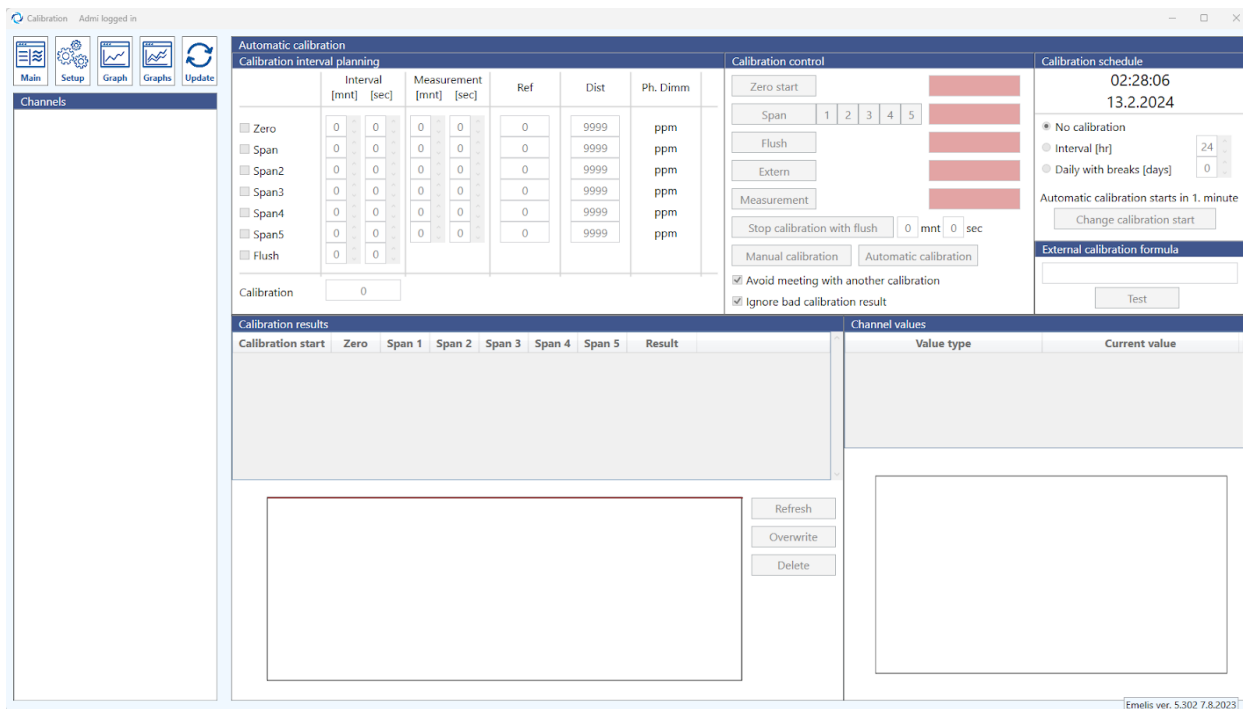 Calibration Admi logged in
Main Setup Graph Graphs Update
Channels
Automatic calibration
Calibration interval planning
Interval Measurement Ref Dist Ph. Dimm
[mnt] [sec] [mnt] [sec]
Zero 0 0 0 0 0 9999 ppm
Span 0 0 0 0 0 9999 ppm
Span2 0 0 0 0 0 9999 ppm
Span3 0 0 0 0 0 9999 ppm
Span4 0 0 0 0 0 9999 ppm
Span5 0 0 0 0 0 9999 ppm
Flush 0 0
Calibration 0
Calibration control
Zero start
Span 1 2 3 4 5
Flush
Extern
Measurement
Stop calibration with flush 0 mnt 0 sec
Manual calibration Automatic calibration
Avoid meeting with another calibration
Ignore bad calibration result
Calibration schedule
02:28:06
13.2.2024
No calibration
Interval [hr] 24
Daily with breaks [days] 0
Automatic calibration starts in 1. minute
Change calibration start
External calibration formula
Test
Calibration results
Calibration start Zero Span 1 Span 2 Span 3 Span 4 Span 5 Result
Refresh
Overwrite
Delete
Channel values
Value type Current value
Emelis ver. 5.302 7.8.2023